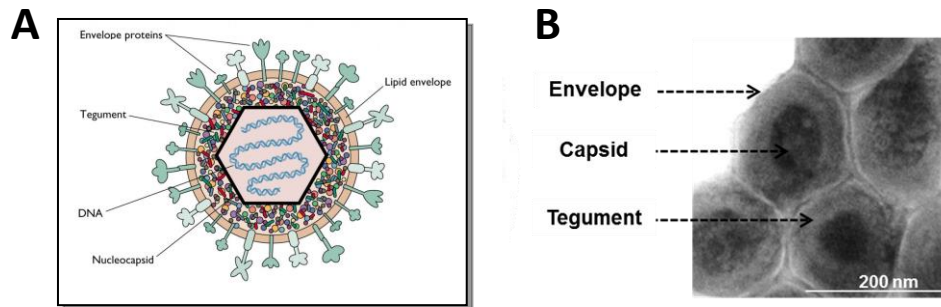 A
Envelope proteins
Lipid envelope
Tegument
DNA
Nucleocapsid
B
Envelope
Capsid
Tegument
200 nm